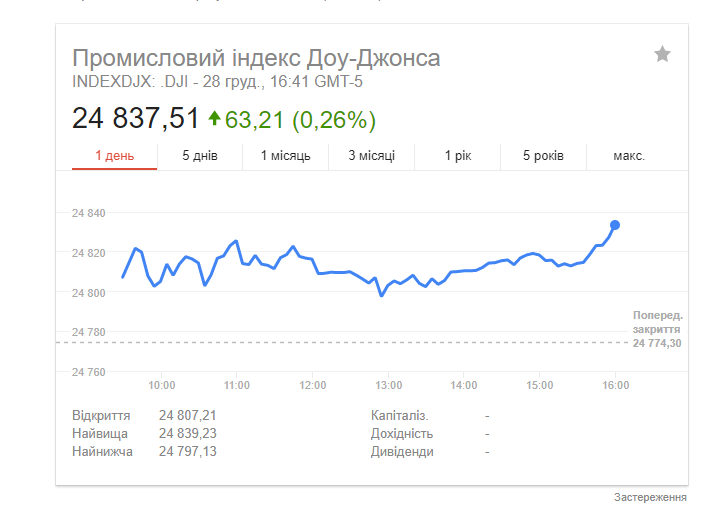 Промисловий індекс Доу-Джонса
INDEXDJX: .DJI - 28 груд., 16:41 GMT-5
24 837,51 63,21 (0,26%)
1 день 5 днів 1 місяць 3 місяці 1 рік 5 років макс.
24 840
24 820
24 800
24 780
24 760
Поперед.
закриття
24 774,30
10:00 11:00 12:00 13:00 14:00 15:00 16:00
Відкриття 24 807,21 Капіталіз. -
Найвища 24 839,23 Дохідність -
Найнижча 24 797,13 Дивіденди -
Застереження